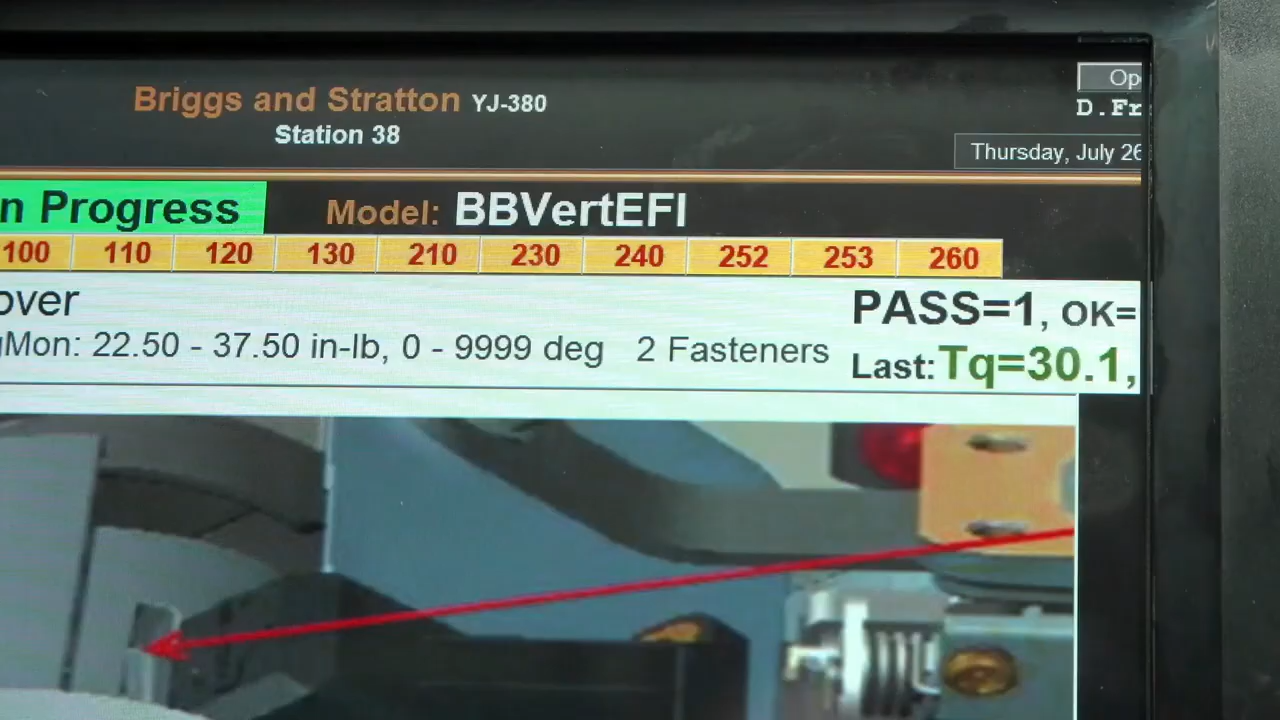 Briggs and Stratton YJ-380
Station 38
Op
D.Fr
Thursday, July 26
n Progress
Model: BBVertEFI
100 110 120 130 210 230 240 252 253 260
over
gMon: 22.50 - 37.50 in-lb, 0 - 9999 deg 2 Fasteners
PASS=1, OK=
Last: Tq=30.1,